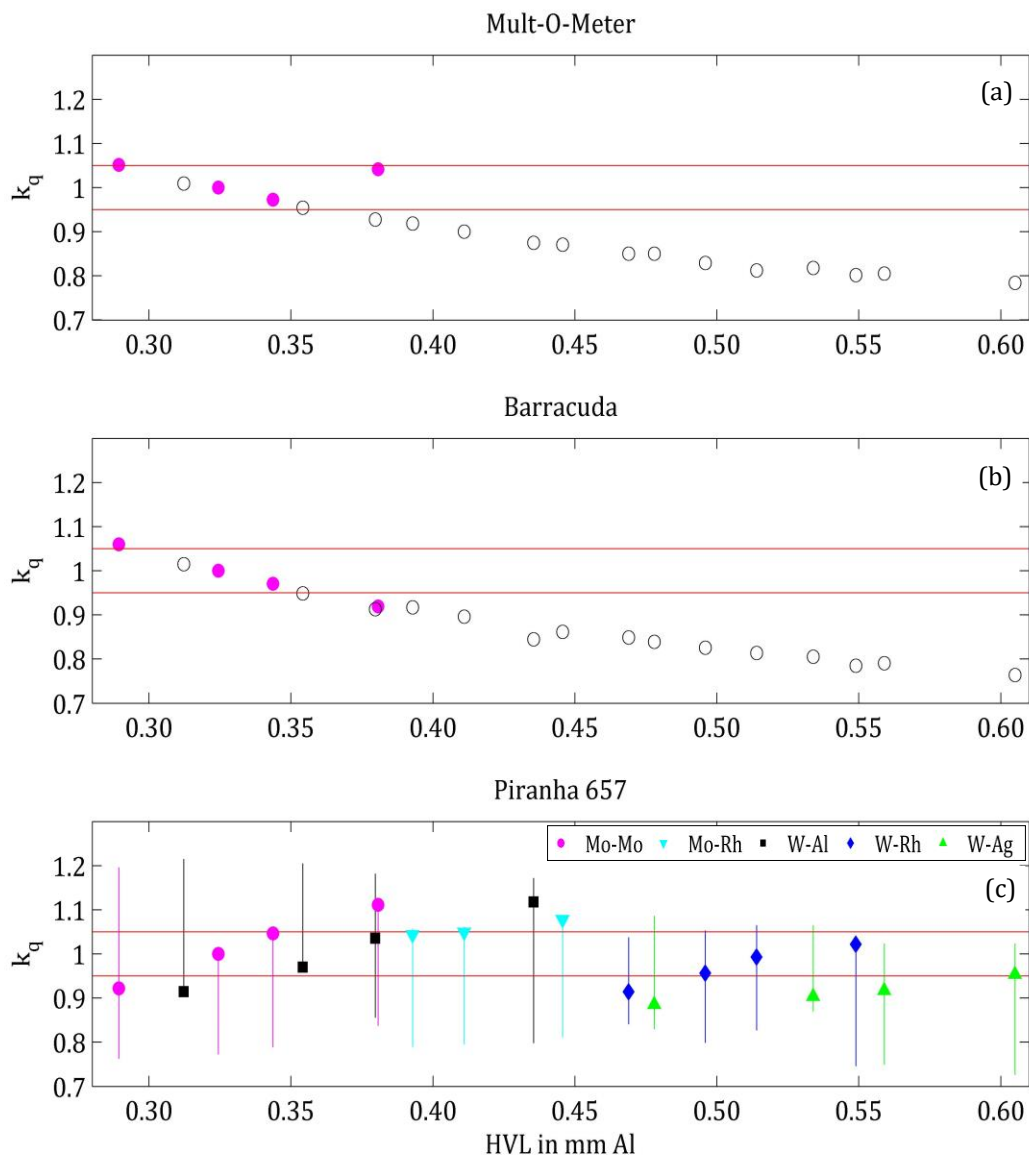 Mult-O-Meter
(a)
1.2
1.1
1
0.9
0.8
0.7
k_q
0.30 0.35 0.40 0.45 0.50 0.55 0.60
Barracuda
(b)
1.2
1.1
1
0.9
0.8
0.7
k_q
0.30 0.35 0.40 0.45 0.50 0.55 0.60
Piranha 657
Mo-Mo Mo-Rh W-Al W-Rh W-Ag
(c)
1.2
1.1
1
0.9
0.8
0.7
k_q
0.30 0.35 0.40 0.45 0.50 0.55 0.60
HVL in mm Al